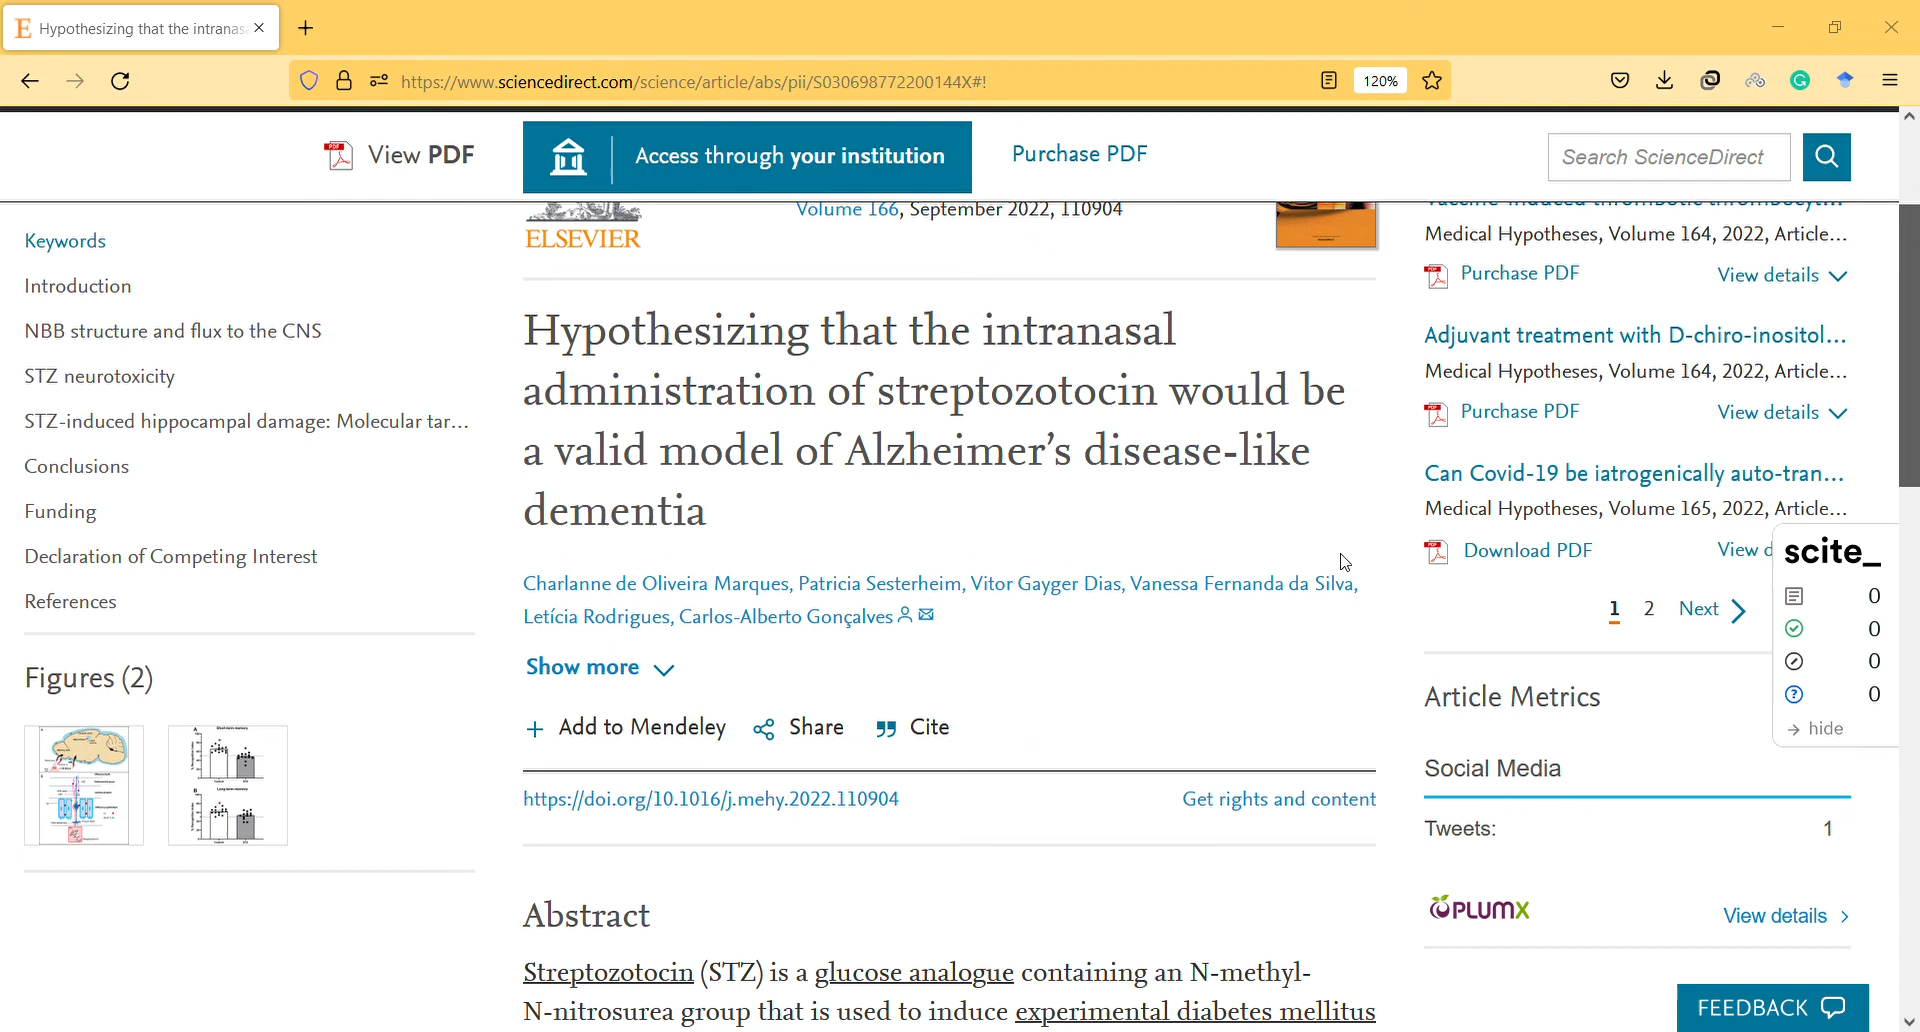 Hypothesizing that the intranasa
https://www.sciencedirect.com/science/article/abs/pii/S030698772200144X#!
120%
View PDF
Access through your institution
Purchase PDF
Search ScienceDirect
Keywords
Introduction
NBB structure and flux to the CNS
STZ neurotoxicity
STZ-induced hippocampal damage: Molecular tar...
Conclusions
Funding
Declaration of Competing Interest
References
Figures (2)
ELSEVIER
Volume 166, September 2022, 110904
Hypothesizing that the intranasal
administration of streptozotocin would be
a valid model of Alzheimer's disease-like
dementia
Charlanne de Oliveira Marques, Patricia Sesterheim, Vitor Gayger Dias, Vanessa Fernanda da Silva,
Letícia Rodrigues, Carlos-Alberto Gonçalves
Show more
Add to Mendeley Share Cite
https://doi.org/10.1016/j.mehy.2022.110904
Get rights and content
Abstract
Streptozotocin (STZ) is a glucose analogue containing an N-methyl-
N-nitrosurea group that is used to induce experimental diabetes mellitus
Medical Hypotheses, Volume 164, 2022, Article...
Purchase PDF View details
Adjuvant treatment with D-chiro-inositol...
Medical Hypotheses, Volume 164, 2022, Article...
Purchase PDF View details
Can Covid-19 be iatrogenically auto-tran...
Medical Hypotheses, Volume 165, 2022, Article...
Download PDF View d
1 2 Next
scite_
0
0
0
0
hide
Article Metrics
Social Media
Tweets: 1
PLUMX
View details
FEEDBACK